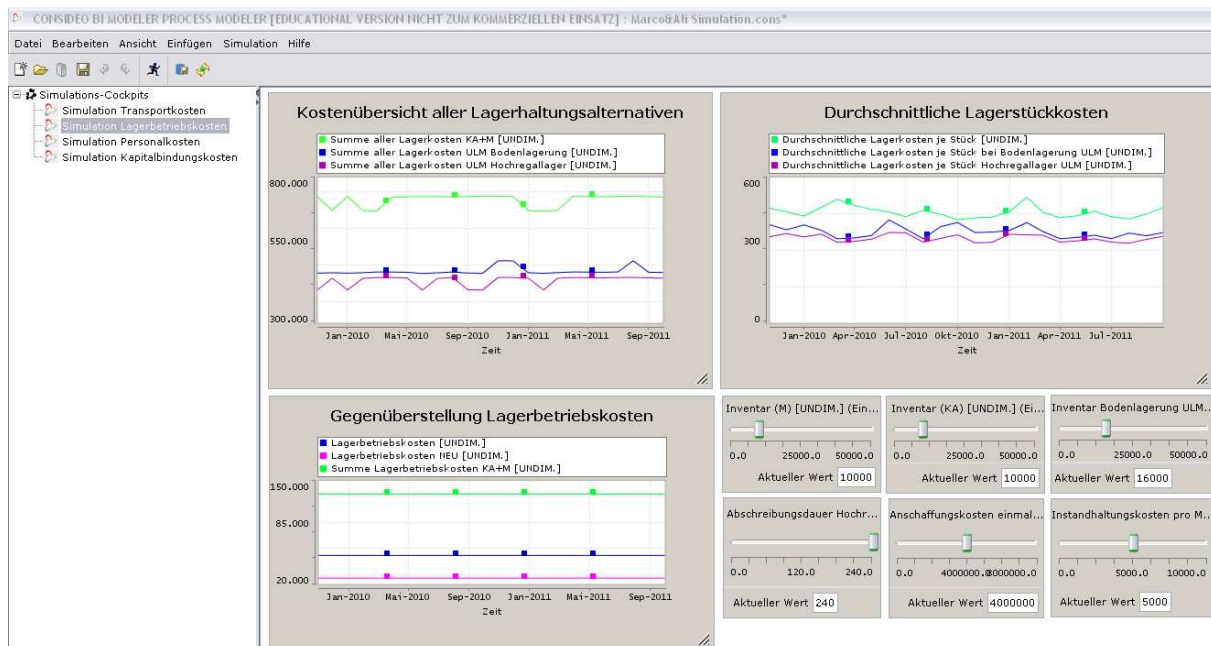 CONSIDEO BI MODELER PROCESS MODELER [EDUCATIONAL VERSION NICHT ZUM KOMMERZIELLEN EINSATZ] : Marco&Ali Simulation.cons*
Datei Bearbeiten Ansicht Einfügen Simulation Hilfe
Simulations-Cockpits
Simulation Transportkosten
Simulation Lagerbetriebskosten
Simulation Personalkosten
Simulation Kapitalbindungskosten
Kostenübersicht aller Lagerhaltungsalternativen
Summe aller Lagerkosten KA+M [UNDIM.]
Summe aller Lagerkosten ULM Bodenlagerung [UNDIM.]
Summe aller Lagerkosten ULM Hochregallager [UNDIM.]
800.000
550.000
300.000
Jan-2010 Mai-2010 Sep-2010 Jan-2011 Mai-2011 Sep-2011
Zeit
Durchschnittliche Lagerstückkosten
Durchschnittliche Lagerkosten je Stück [UNDIM.]
Durchschnittliche Lagerkosten je Stück bei Bodenlagerung ULM [UNDIM.]
Durchschnittliche Lagerkosten je Stück Hochregallager ULM [UNDIM.]
600
300
0
Jan-2010 Apr-2010 Jul-2010 Okt-2010 Jan-2011 Apr-2011 Jul-2011
Zeit
Gegenüberstellung Lagerbetriebskosten
Lagerbetriebskosten [UNDIM.]
Lagerbetriebskosten NEU [UNDIM.]
Summe Lagerbetriebskosten KA+M [UNDIM.]
150.000
85.000
20.000
Jan-2010 Mai-2010 Sep-2010 Jan-2011 Mai-2011 Sep-2011
Zeit
Inventar (M) [UNDIM.] (Ein...
0.0 25000.0 50000.0
Aktueller Wert 10000
Inventar (KA) [UNDIM.] (Ei...
0.0 25000.0 50000.0
Aktueller Wert 10000
Inventar Bodenlagerung ULM...
0.0 25000.0 50000.0
Aktueller Wert 16000
Abschreibungsdauer Hochr...
0.0 120.0 240.0
Aktueller Wert 240
Anschaffungskosten einmal...
0.0 4000000.0 8000000.0
Aktueller Wert 4000000
Instandhaltungskosten pro M...
0.0 5000.0 10000.0
Aktueller Wert 5000